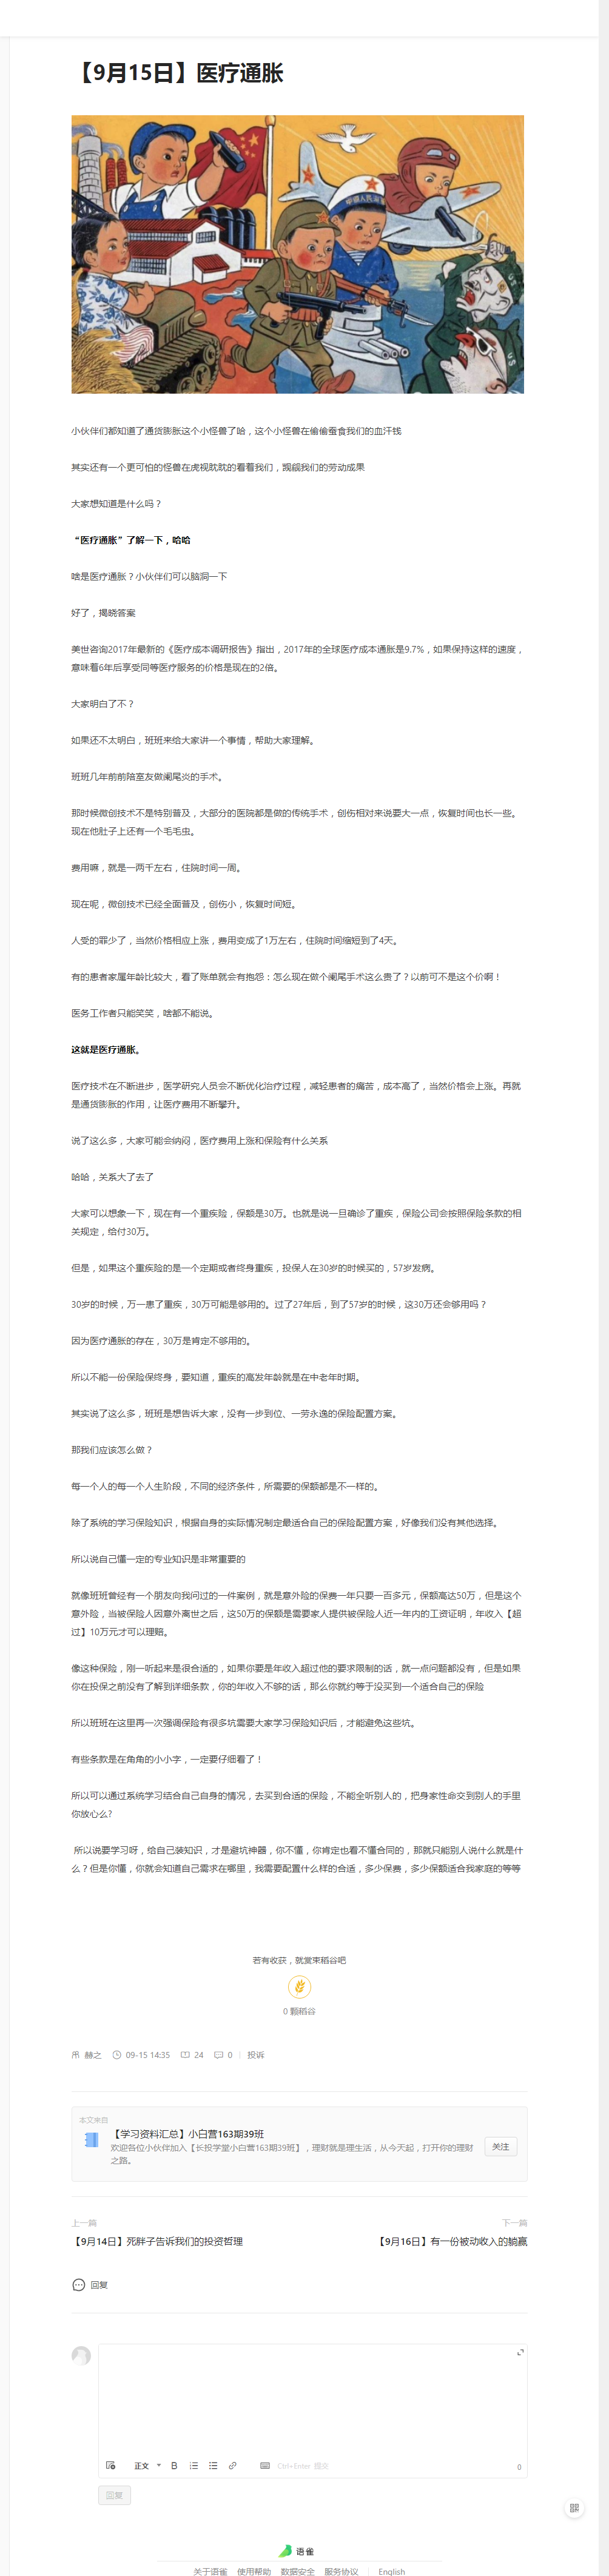 【9月15日】医疗通胀
小伙伴们都知道了通货膨胀这个小怪兽了哈，这个小怪兽在偷偷蚕食我们的血汗钱
其实还有一个更可怕的怪兽在虎视眈眈的看着我们，觊觎我们的劳动成果
大家想知道是什么吗？
“医疗通胀”了解一下，哈哈
啥是医疗通胀？小伙伴们可以脑洞一下
好了，揭晓答案
美世咨询2017年最新的《医疗成本调研报告》指出，2017年的全球医疗成本通胀是9.7%，如果保持这样的速度，
意味着6年后享受同等医疗服务的价格是现在的2倍。
大家明白了不？
如果还不太明白，班班来给大家讲一个事情，帮助大家理解。
班班几年前前陪室友做阑尾炎的手术。
那时候微创技术不是特别普及，大部分的医院都是做的传统手术，创伤相对来说要大一点，恢复时间也长一些。
现在他肚子上还有一个毛毛虫。
费用嘛，就是一两千左右，住院时间一周。
现在呢，微创技术已经全面普及，创伤小，恢复时间短。
人受的罪少了，当然价格相应上涨，费用变成了1万左右，住院时间缩短到了4天。
有的患者家属年龄比较大，看了账单就会有抱怨：怎么现在做个阑尾手术这么贵了？以前可不是这个价啊！
医务工作者只能笑笑，啥都不能说。
这就是医疗通胀。
医疗技术在不断进步，医学研究人员会不断优化治疗过程，减轻患者的痛苦，成本高了，当然价格会上涨。再就
是通货膨胀的作用，让医疗费用不断攀升。
说了这么多，大家可能会纳闷，医疗费用上涨和保险有什么关系
哈哈，关系大了去了
大家可以想象一下，现在有一个重疾险，保额是30万。也就是说一旦确诊了重疾，保险公司会按照保险条款的相
关规定，给付30万。
但是，如果这个重疾险的是一个定期或者终身重疾，投保人在30岁的时候买的，57岁发病。
30岁的时候，万一患了重疾，30万可能是够用的。过了27年后，到了57岁的时候，这30万还会够用吗？
因为医疗通胀的存在，30万是肯定不够用的。
所以不能一份保险保终身，要知道，重疾的高发年龄就是在中老年时期。
其实说了这么多，班班是想告诉大家，没有一步到位、一劳永逸的保险配置方案。
那我们应该怎么做？
每一个人的每一个人生阶段，不同的经济条件，所需要的保额都是不一样的。
除了系统的学习保险知识，根据自身的实际情况制定最适合自己的保险配置方案，好像我们没有其他选择。
所以说自己懂一定的专业知识是非常重要的
就像班班曾经有一个朋友向我问过的一件案例，就是意外险的保费一年只要一百多元，保额高达50万，但是这个
意外险，当被保险人因意外离世之后，这50万的保额是需要家人提供被保险人近一年内的工资证明，年收入【超
过】10万元才可以理赔。
像这种保险，刚一听起来是很合适的，如果你要是年收入超过他的要求限制的话，就一点问题都没有，但是如果
你在投保之前没有了解到详细条款，你的年收入不够的话，那么你就约等于没买到一个适合自己的保险
所以班班在这里再一次强调保险有很多坑需要大家学习保险知识后，才能避免这些坑。
有些条款是在角角的小小字，一定要仔细看了！
所以可以通过系统学习结合自己自身的情况，去买到合适的保险，不能全听别人的，把身家性命交到别人的手里
你放心么?
所以说要学习呀，给自己装知识，才是避坑神器，你不懂，你肯定也看不懂合同的，那就只能别人说什么就是什
么？但是你懂，你就会知道自己需求在哪里，我需要配置什么样的合适，多少保费，多少保额适合我家庭的等等
若有收获，就赏束稻谷吧
0 颗稻谷
赫之 09-15 14:35 24 0 投诉
本文来自
【学习资料汇总】小白营163期39班
欢迎各位小伙伴加入【长投学堂小白营163期39班】，理财就是理生活，从今天起，打开你的理财
之路。
关注
上一篇 下一篇
【9月14日】死胖子告诉我们的投资哲理 【9月16日】有一份被动收入的躺赢
回复
正文 Ctrl+Enter 提交 0
回复
语雀
关于语雀 使用帮助 数据安全 服务协议 English